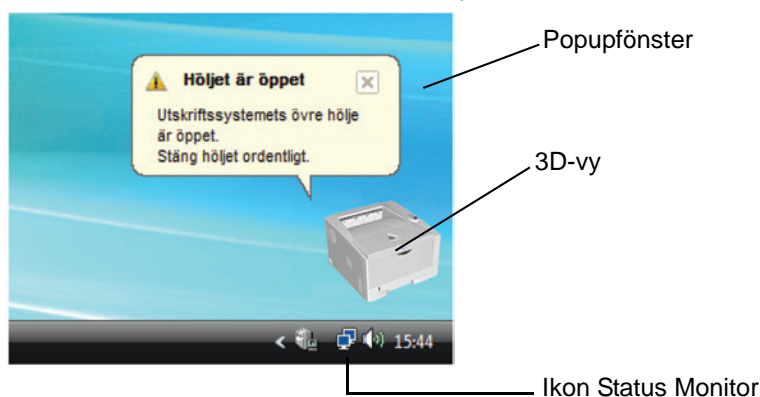 Popupfönster
Höljet är öppet
Utskriftssystemets övre hölje
är öppet.
Stäng höljet ordentligt.
3D-vy
15:44
Ikon Status Monitor